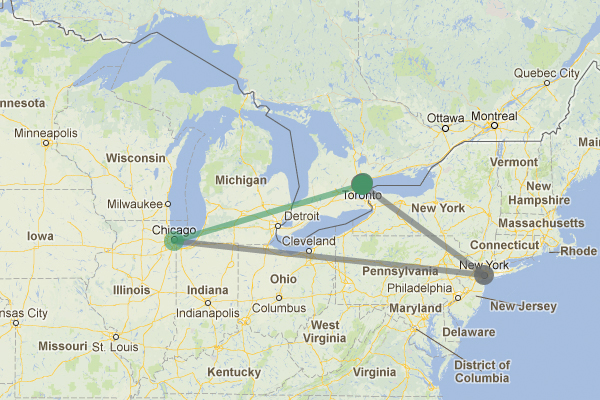 Quebec City
nnesota
Ottawa
Montreal
Minneapolis
Wisconsin
Vermont
Main
Michigan
New
Hampshire
Toronto
Milwaukee
New York
Detroit
Massachusetts
Chicago
Iowa
Cleveland
Connecticut
Rhode
New York
Pennsylvania
Ohio
Illinois
Indiana
Philadelphia
New Jersey
Indianapolis
Columbus
Maryland
nsas City
West
Virginia
Delaware
Missouri
St. Louis
District of
Columbia
Kentucky
Virginia